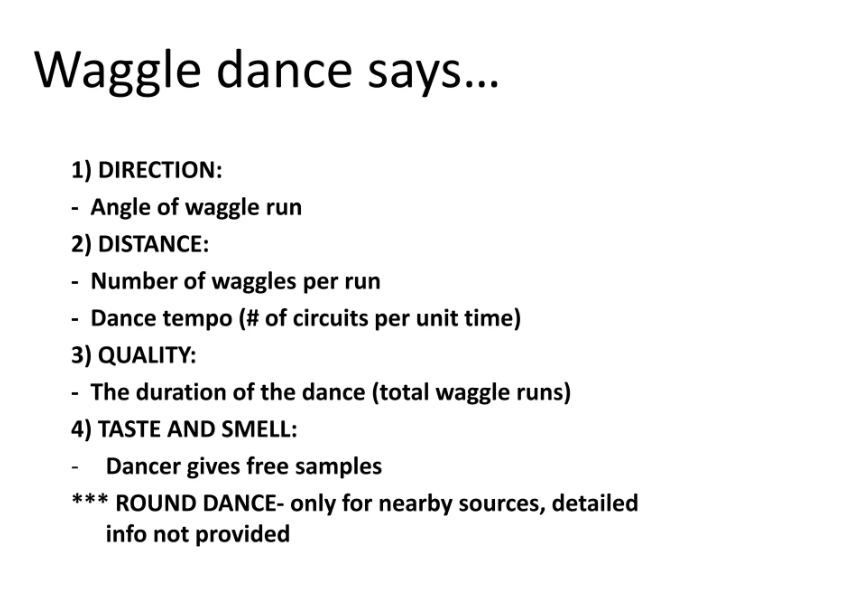 Waggle dance says...
1) DIRECTION:
- Angle of waggle run
2) DISTANCE:
- Number of waggles per run
- Dance tempo (# of circuits per unit time)
3) QUALITY:
- The duration of the dance (total waggle runs)
4) TASTE AND SMELL:
- Dancer gives free samples
*** ROUND DANCE- only for nearby sources, detailed
info not provided